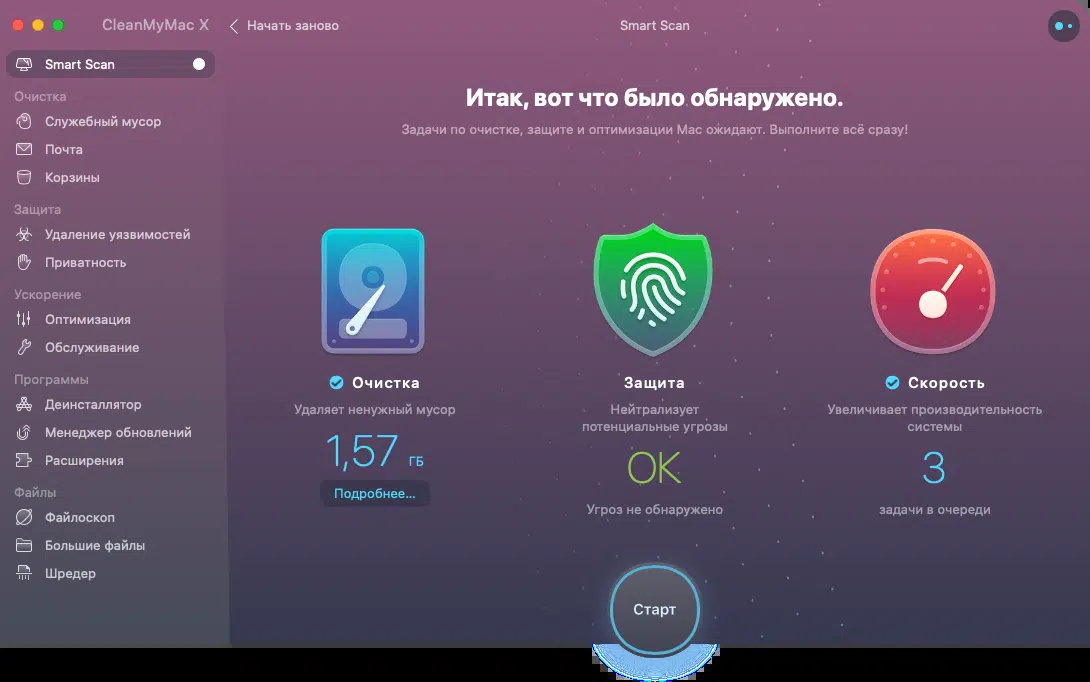 CleanMyMac X
Начать заново
Smart Scan
Smart Scan
Очистка
Служебный мусор
Почта
Корзины
Защита
Удаление уязвимостей
Приватность
Ускорение
Оптимизация
Обслуживание
Программы
Деинсталлятор
Менеджер обновлений
Расширения
Файлы
Файлоскоп
Большие файлы
Шредер
Итак, вот что было обнаружено.
Задачи по очистке, защите и оптимизации Mac ожидают. Выполните всё сразу!
Очистка
Удаляет ненужный мусор
1,57 ГБ
Подробнее...
Защита
Нейтрализует
потенциальные угрозы
ОК
Угроз не обнаружено
Скорость
Увеличивает производительность
системы
3
задачи в очереди
Старт